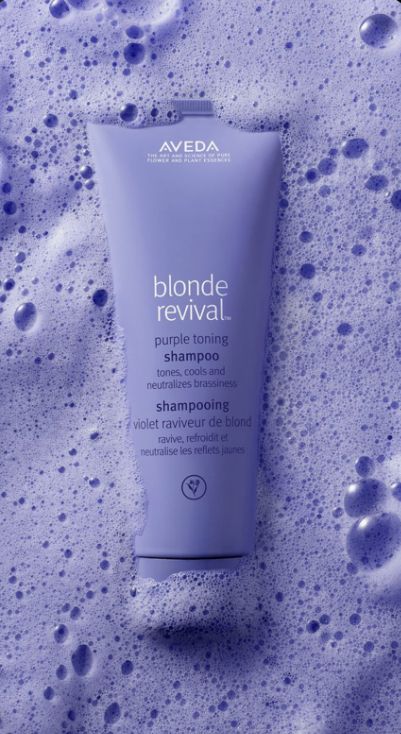 AVEDA
THE ART AND SCIENCE OF PURE
FLOWER AND PLANT ESSENCES
blonde
revival™
purple toning
shampoo
tones, cools and
neutralizes brassiness
shampooing
violet raviveur de blond
ravive, refroidit et
neutralise les reflets jaunes